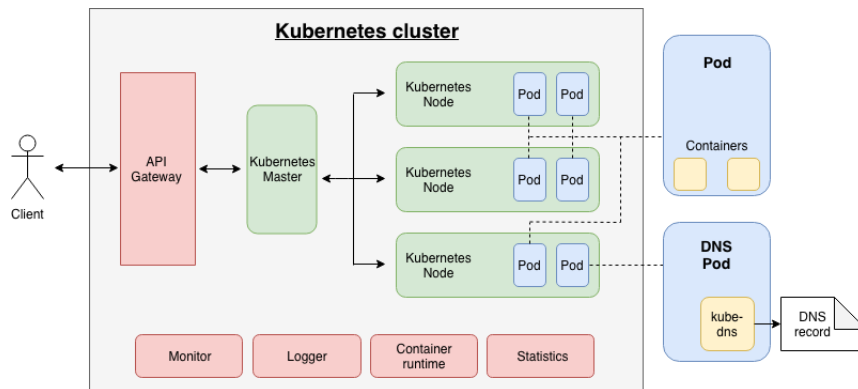 Kubernetes cluster
Client
API
Gateway
Kubernetes
Master
Kubernetes
Node
Pod
Pod
Kubernetes
Node
Pod
Pod
Kubernetes
Node
Pod
Pod
Monitor
Logger
Container
runtime
Statistics
Pod
Containers
DNS
Pod
kube-
dns
DNS
record